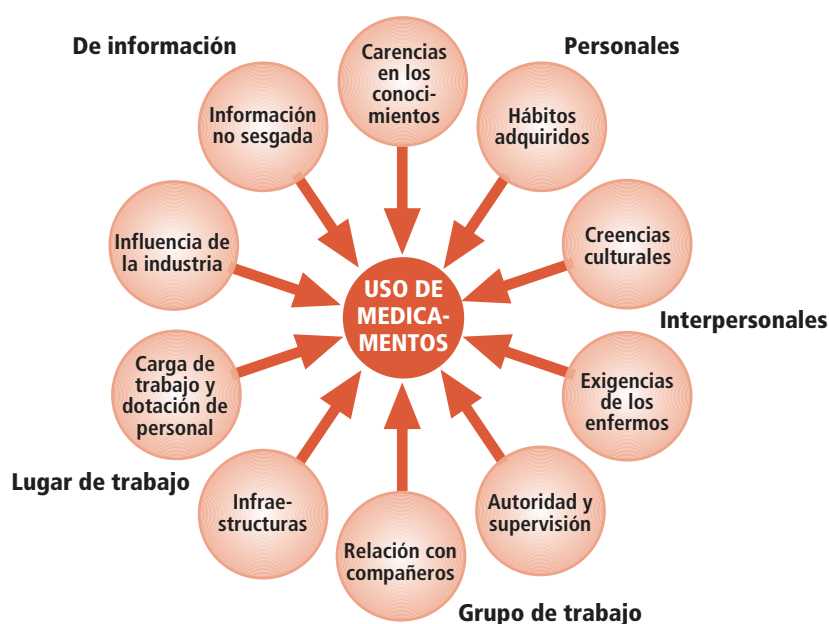 De información
Personales
Carencias
en los
conoci-
mientos
Información
no sesgada
Hábitos
adquiridos
Influencia de
la industria
Creencias
culturales
USO DE
MEDICA-
MENTOS
Interpersonales
Carga de
trabajo y
dotación de
personal
Exigencias
de los
enfermos
Lugar de trabajo
Infrae-
structuras
Relación con
compañeros
Autoridad y
supervisión
Grupo de trabajo